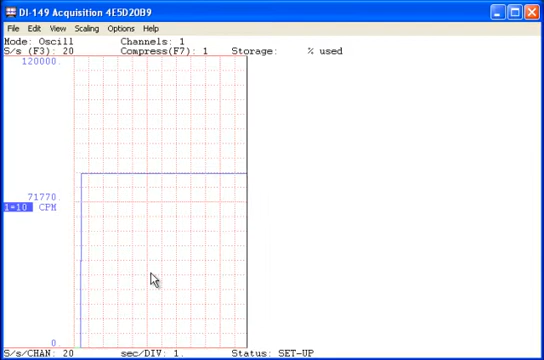 DI-149 Acquisition 4E5D20B9
File Edit View Scaling Options Help
Mode: Oscill Channels: 1
S/s (F3): 20 Compress(F7): 1 Storage: % used
120000.
71770.
1=10 CPM
0.
S/s/CHAN: 20 sec/DIV: 1. Status: SET-UP